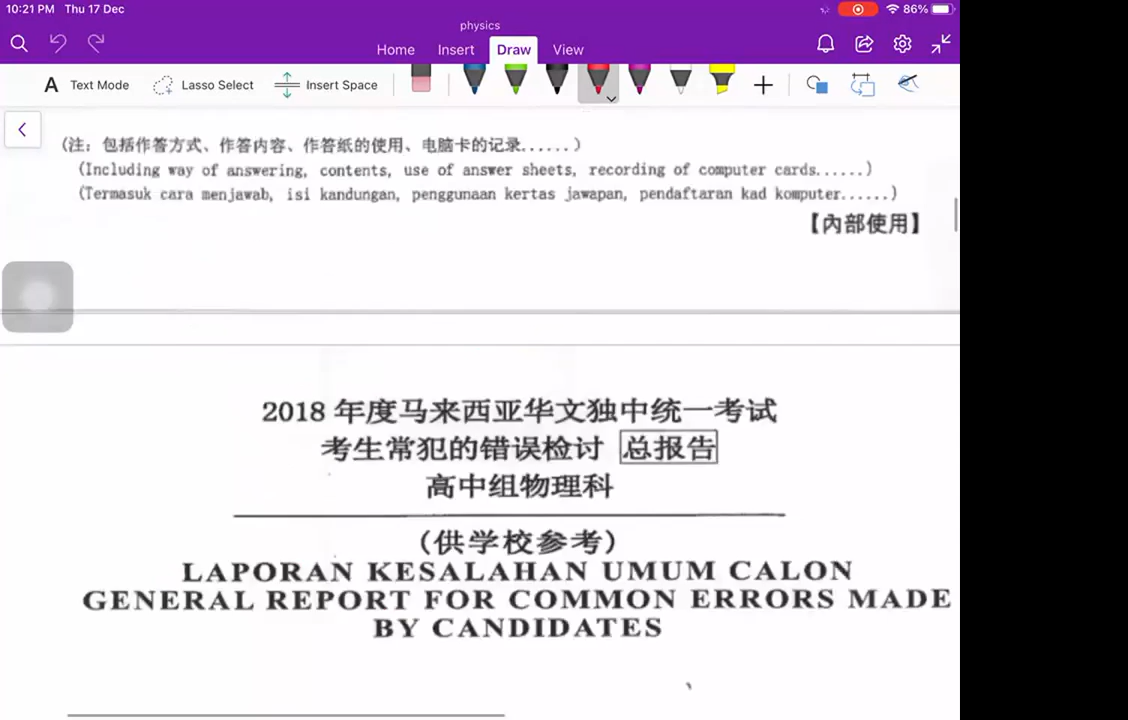 10:21 PM Thu 17 Dec
86%
physics
Home Insert Draw View
Text Mode Lasso Select Insert Space
(注：包括作答方式、作答内容、作答纸的使用、电脑卡的记录......)
(Including way of answering, contents, use of answer sheets, recording of computer cards......)
(Termasuk cara menjawab, isi kandungan, penggunaan kertas jawapan, pendaftaran kad komputer......)
【內部使用】
2018 年度马来西亚华文独中统一考试
考生常犯的错误检讨 总报告
高中组物理科
(供学校参考)
LAPORAN KESALAHAN UMUM CALON
GENERAL REPORT FOR COMMON ERRORS MADE
BY CANDIDATES